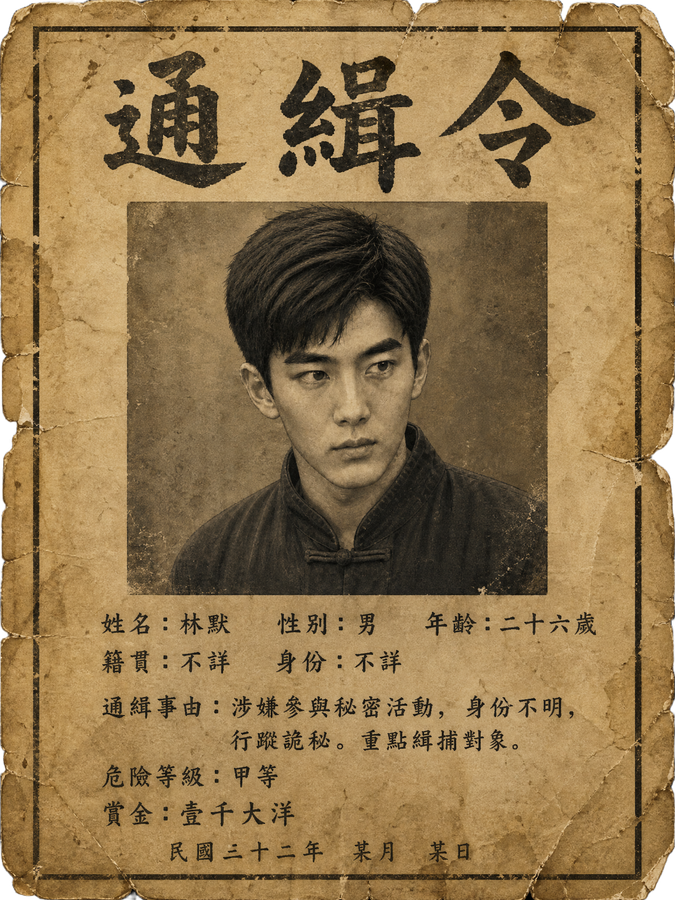 通緝令
姓名：林默 性別：男 年齡：二十六歲
籍貫：不詳 身份：不詳
通緝事由：涉嫌參與秘密活動，身份不明，
行蹤詭秘。重點緝捕對象。
危險等級：甲等
賞金：壹千大洋
民國三十二年 某月 某日